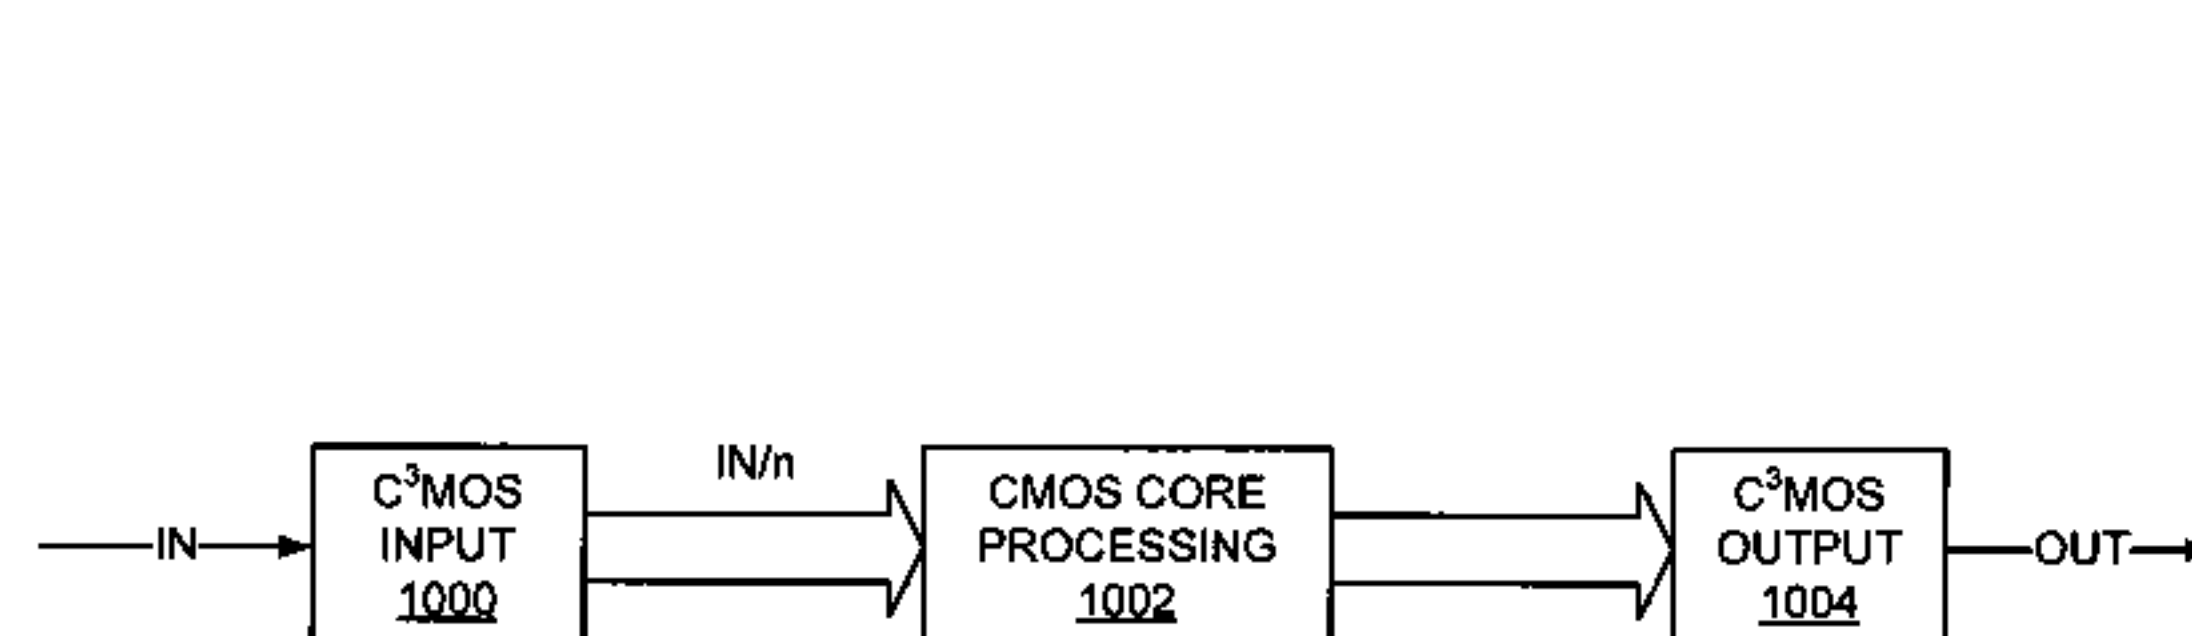 IN
C³MOS
INPUT
1000
IN/n
CMOS CORE
PROCESSING
1002
C³MOS
OUTPUT
1004
OUT